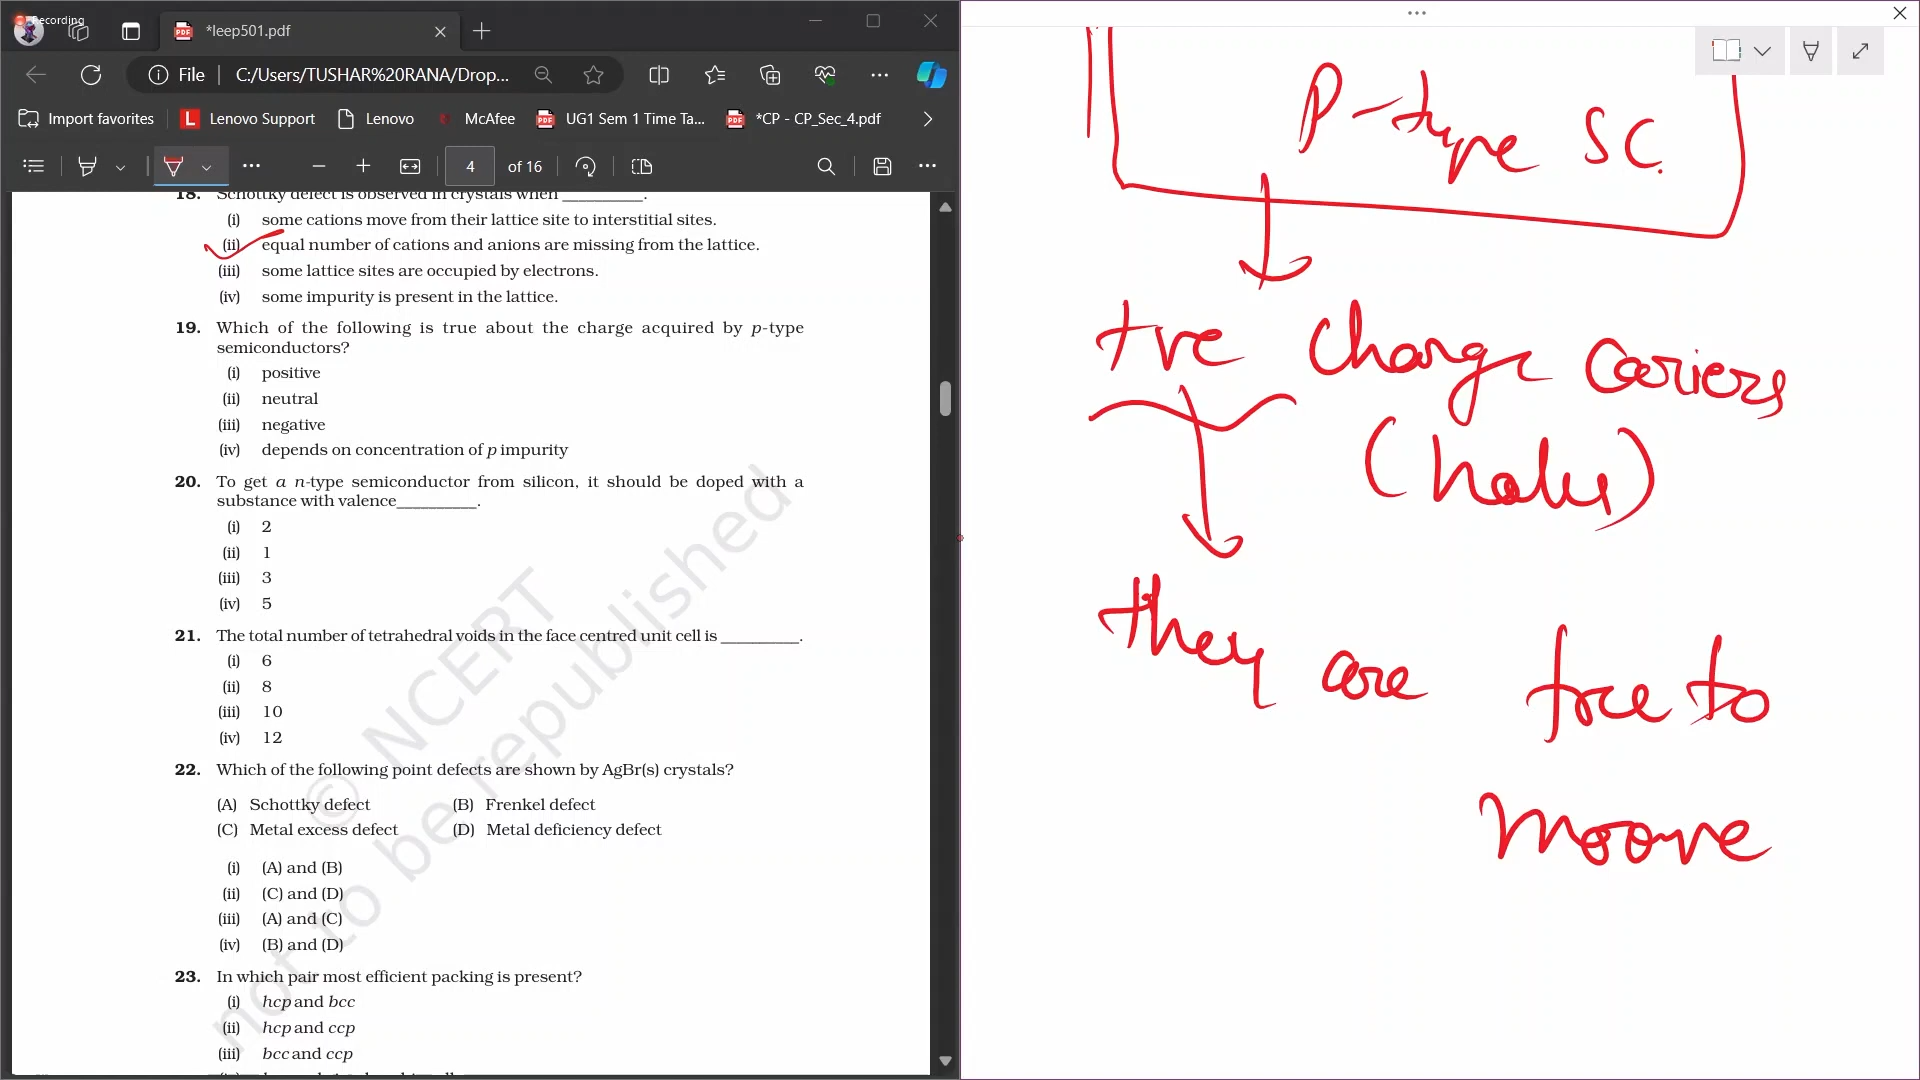 Recording
*leep501.pdf
File
C:/Users/TUSHAR%20RANA/Drop...
Import favorites
Lenovo Support
Lenovo
McAfee
UG1 Sem 1 Time Ta...
*CP - CP_Sec_4.pdf
4 of 16
18. Schottky defect is observed in crystals when __________.
(i) some cations move from their lattice site to interstitial sites.
(ii) equal number of cations and anions are missing from the lattice.
(iii) some lattice sites are occupied by electrons.
(iv) some impurity is present in the lattice.
19. Which of the following is true about the charge acquired by p-type
semiconductors?
(i) positive
(ii) neutral
(iii) negative
(iv) depends on concentration of p impurity
20. To get a n-type semiconductor from silicon, it should be doped with a
substance with valence__________.
(i) 2
(ii) 1
(iii) 3
(iv) 5
21. The total number of tetrahedral voids in the face centred unit cell is __________.
(i) 6
(ii) 8
(iii) 10
(iv) 12
22. Which of the following point defects are shown by AgBr(s) crystals?
(A) Schottky defect (B) Frenkel defect
(C) Metal excess defect (D) Metal deficiency defect
(i) (A) and (B)
(ii) (C) and (D)
(iii) (A) and (C)
(iv) (B) and (D)
23. In which pair most efficient packing is present?
(i) hcp and bcc
(ii) hcp and ccp
(iii) bcc and ccp
© NCERT
not to be republished
P-type SC.
+ve charge cariers
(holes)
they are free to
moove